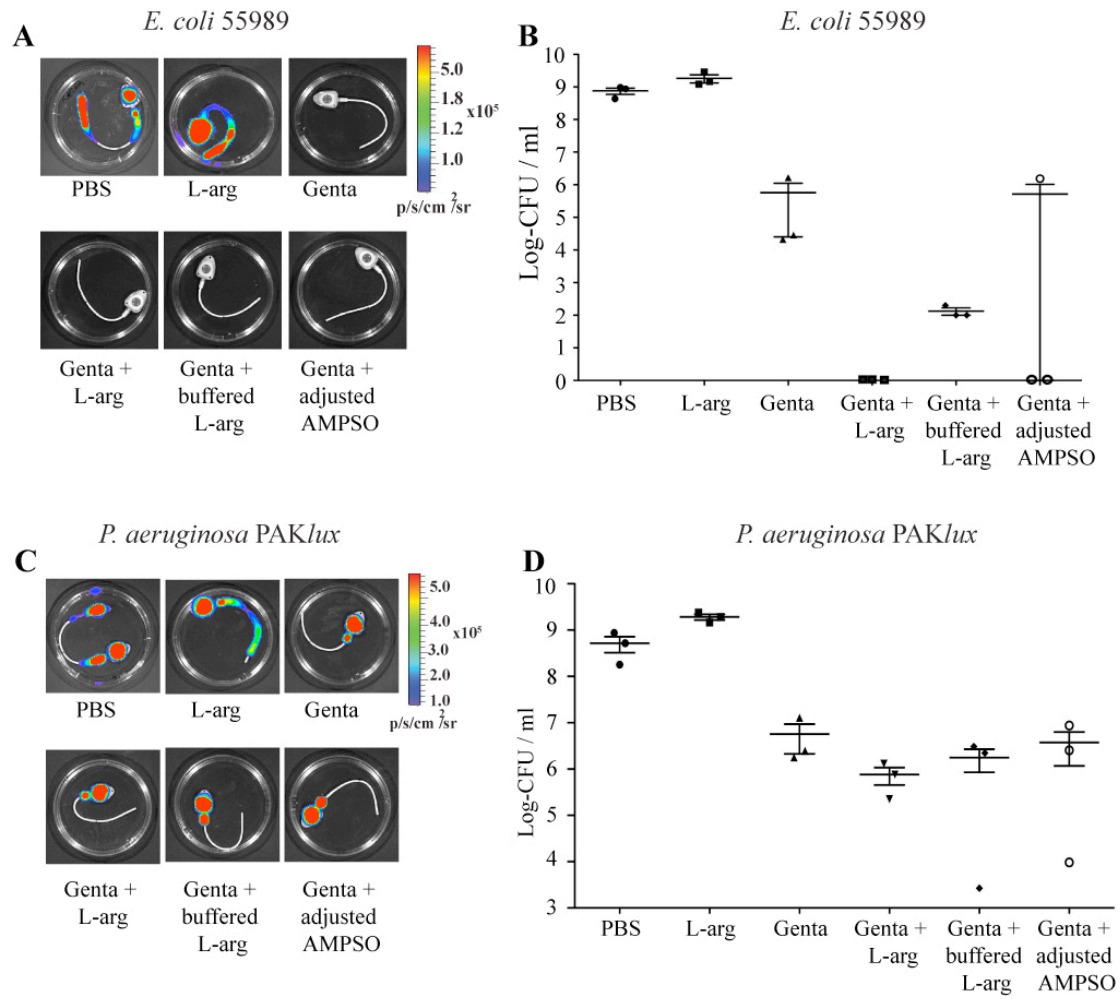 E. coli 55989
A
5.0
1.8
1.2
1.0
x10⁵
p/s/cm²/sr
PBS
L-arg
Genta
Genta +
L-arg
Genta +
buffered
L-arg
Genta +
adjusted
AMPSO
E. coli 55989
B
Log-CFU / ml
10
9
8
7
6
5
4
3
2
1
0
PBS
L-arg
Genta
Genta +
L-arg
Genta +
buffered
L-arg
Genta +
adjusted
AMPSO
P. aeruginosa PAKlux
C
5.0
4.0
3.0
2.0
1.0
x10⁵
p/s/cm²/sr
PBS
L-arg
Genta
Genta +
L-arg
Genta +
buffered
L-arg
Genta +
adjusted
AMPSO
P. aeruginosa PAKlux
D
Log-CFU / ml
10
9
8
7
6
5
4
3
PBS
L-arg
Genta
Genta +
L-arg
Genta +
buffered
L-arg
Genta +
adjusted
AMPSO